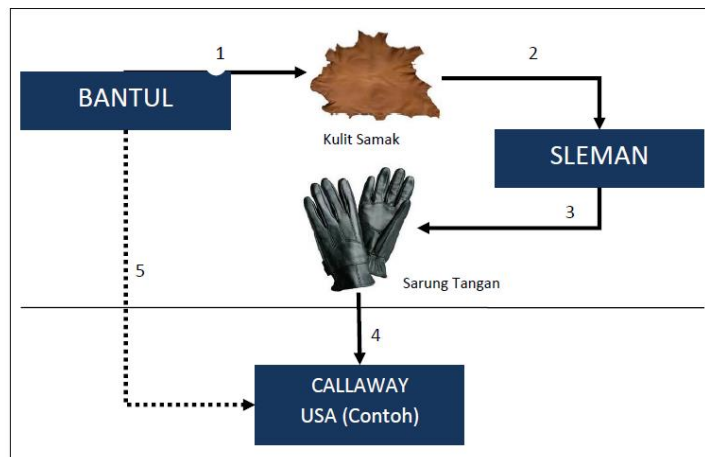 1
2
BANTUL
Kulit Samak
SLEMAN
3
5
Sarung Tangan
4
CALLAWAY
USA (Contoh)